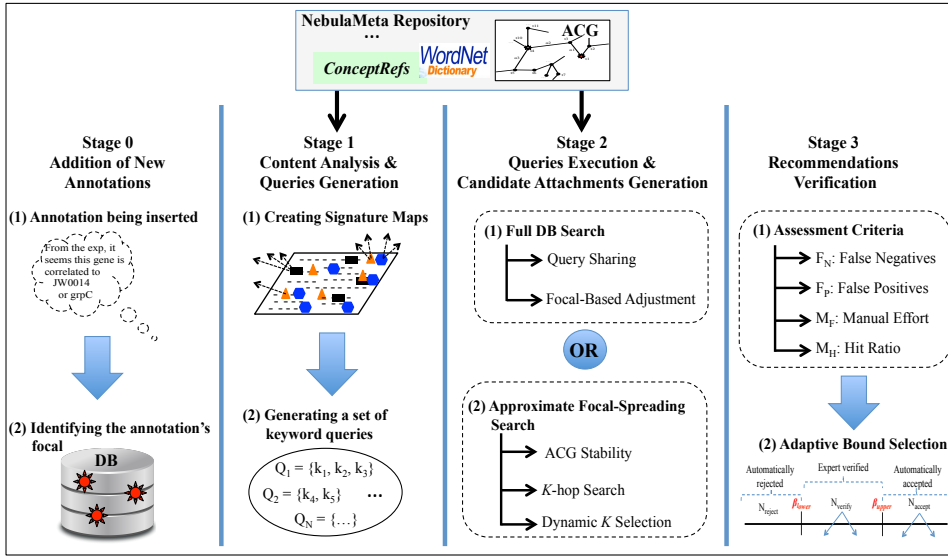 NebulaMeta Repository
...
ConceptRefs
WordNet
Dictionary
ACG
Stage 0
Addition of New
Annotations
(1) Annotation being inserted
From the exp, it
seems this gene is
correlated to
JW0014
or grpC
(2) Identifying the annotation's
focal
DB
Stage 1
Content Analysis &
Queries Generation
(1) Creating Signature Maps
(2) Generating a set of
keyword queries
Q1 = {k1, k2, k3}
Q2 = {k4, k5} ...
QN = {…}
Stage 2
Queries Execution &
Candidate Attachments Generation
(1) Full DB Search
Query Sharing
Focal-Based Adjustment
OR
(2) Approximate Focal-Spreading
Search
ACG Stability
K-hop Search
Dynamic K Selection
Stage 3
Recommendations
Verification
(1) Assessment Criteria
FN: False Negatives
FP: False Positives
MF: Manual Effort
MH: Hit Ratio
(2) Adaptive Bound Selection
Automatically
rejected
Expert verified
Automatically
accepted
Nreject
βlower
Nverify
βupper
Naccept